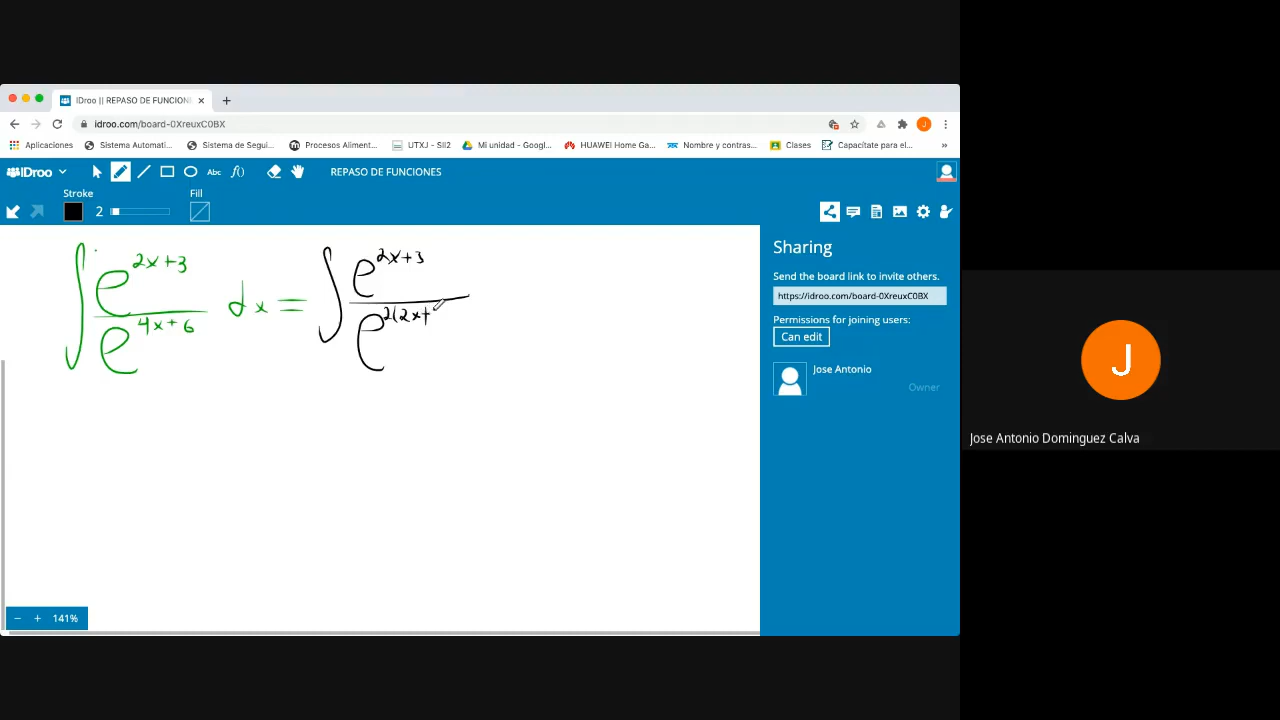 IDroo || REPASO DE FUNCION
idroo.com/board-0XreuxC0BX
J
Aplicaciones Sistema Automati... Sistema de Segui... Procesos Aliment... UTXJ - SII2 Mi unidad - Googl... HUAWEI Home Ga... Nombre y contras... Clases Capacítate para el... »
IDroo Abc f() REPASO DE FUNCIONES
Stroke Fill
2
∫ e^{2x+3} / e^{4x+6} dx = ∫ e^{2x+3} / e^{2(2x+
Sharing
Send the board link to invite others.
https://idroo.com/board-0XreuxC0BX
Permissions for joining users:
Can edit
Jose Antonio
Owner
J
Jose Antonio Dominguez Calva
− + 141%